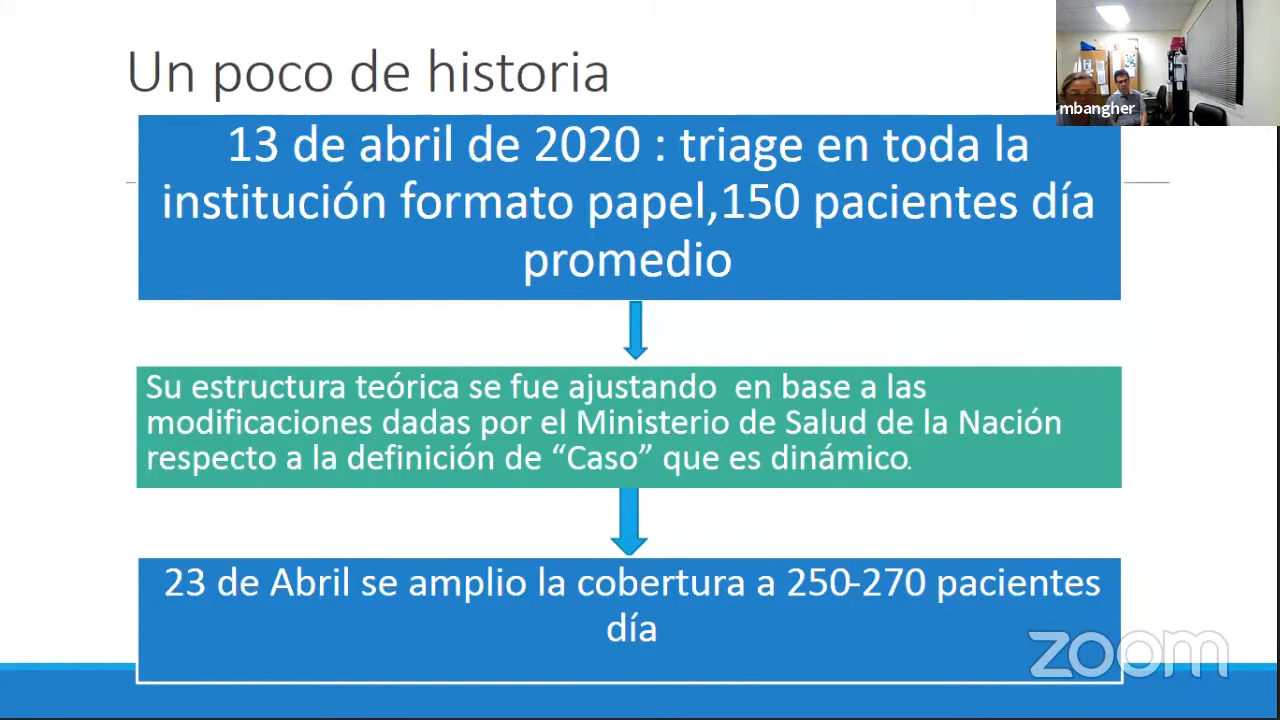 Un poco de historia
mbangher
13 de abril de 2020 : triage en toda la
institución formato papel,150 pacientes día
promedio
Su estructura teórica se fue ajustando  en base a las
modificaciones dadas por el Ministerio de Salud de la Nación
respecto a la definición de “Caso” que es dinámico.
23 de Abril se amplio la cobertura a 250-270 pacientes
día
zoom